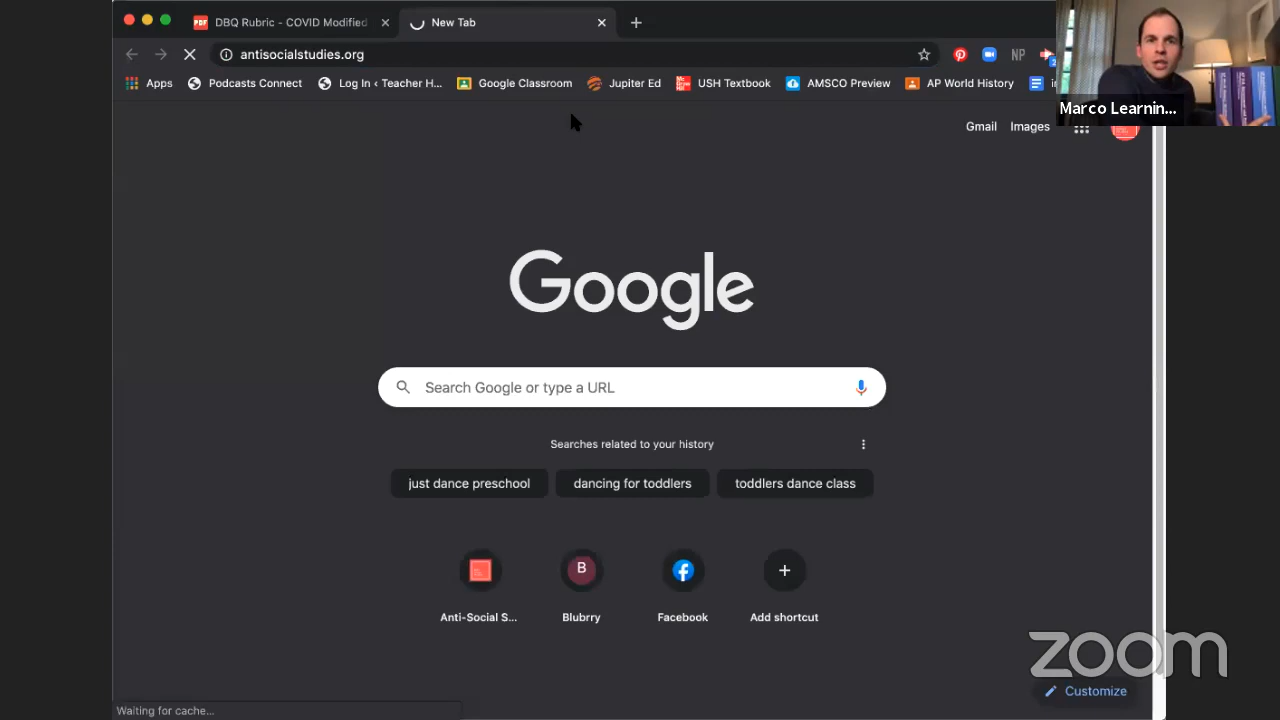 DBQ Rubric - COVID Modified
New Tab
antisocialstudies.org
Apps
Podcasts Connect
Log In ‹ Teacher H...
Google Classroom
Jupiter Ed
USH Textbook
AMSCO Preview
AP World History
NP
Marco Learnin...
Gmail
Images
Google
Search Google or type a URL
Searches related to your history
just dance preschool
dancing for toddlers
toddlers dance class
B
Anti-Social S...
Blubrry
Facebook
Add shortcut
zoom
Customize
Waiting for cache...